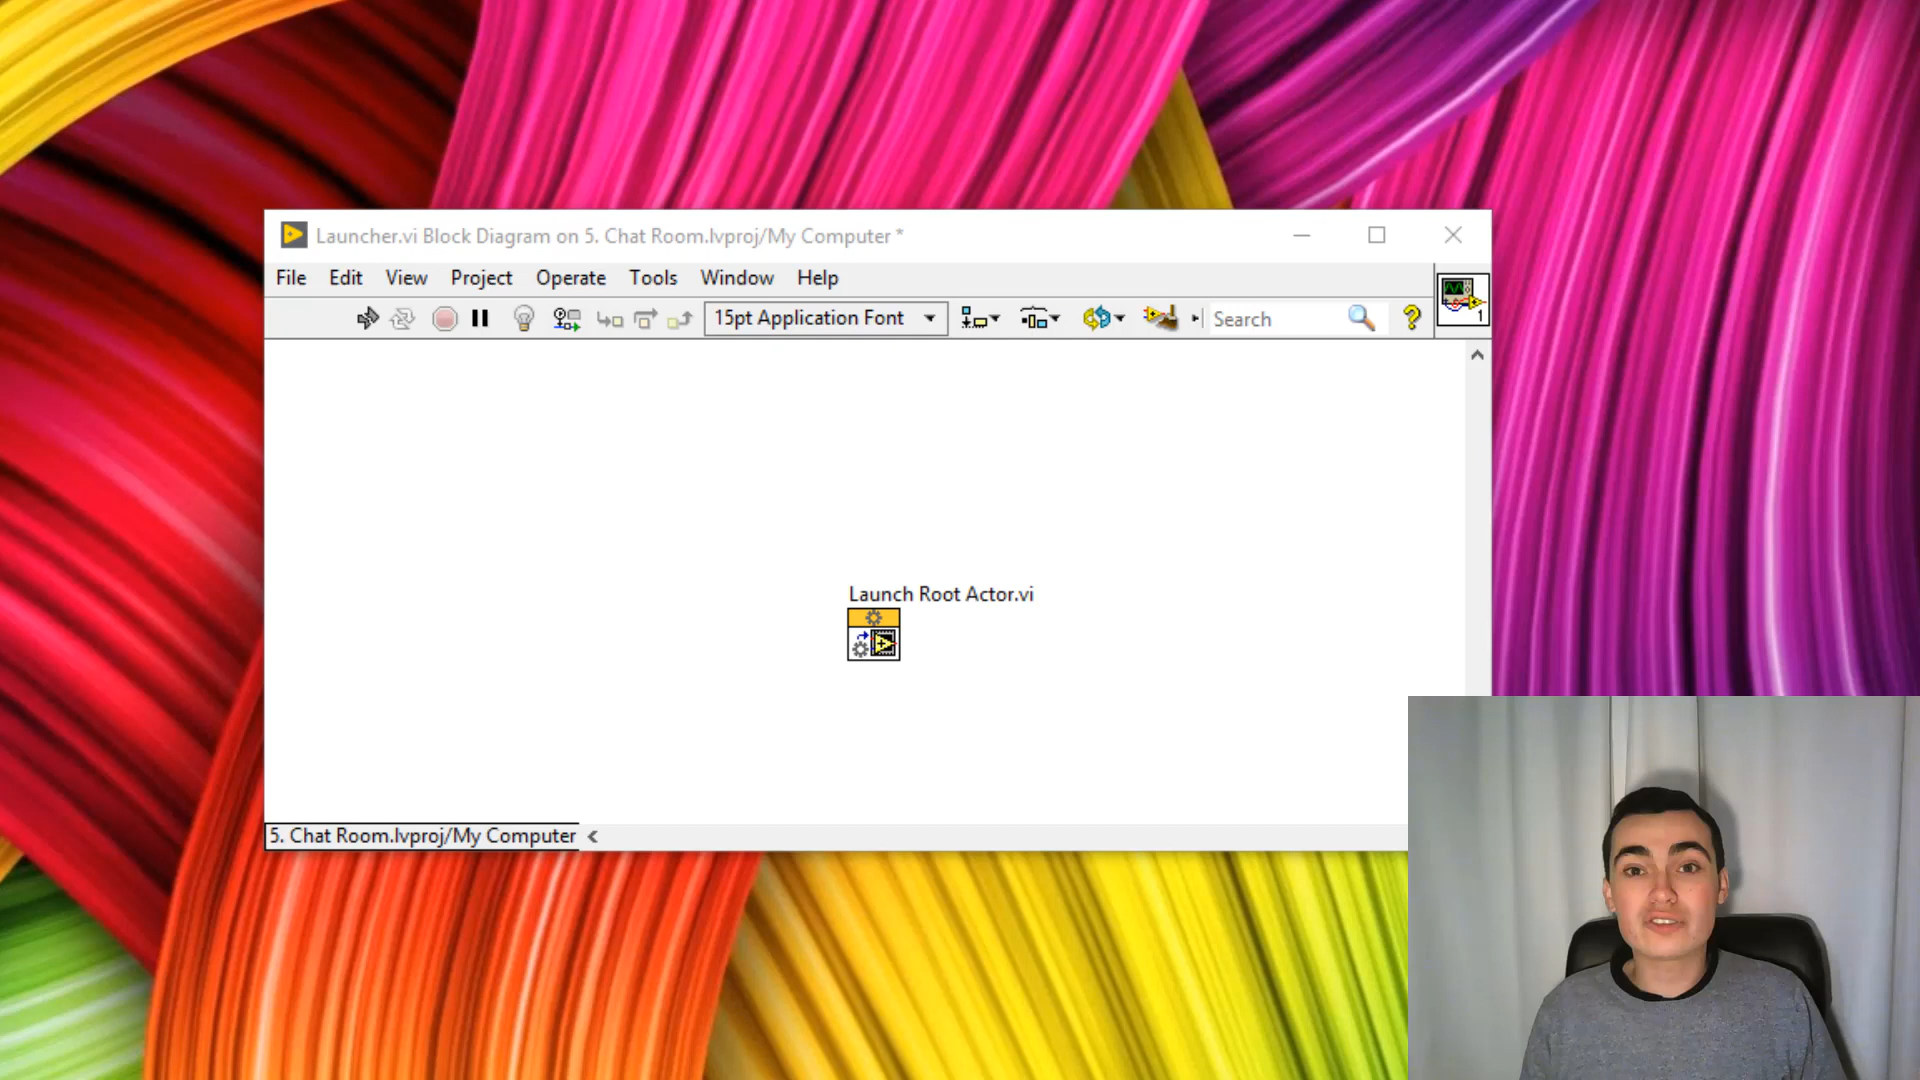 Launcher.vi Block Diagram on 5. Chat Room.lvproj/My Computer *
File Edit View Project Operate Tools Window Help
15pt Application Font Search ?
1
Launch Root Actor.vi
5. Chat Room.lvproj/My Computer